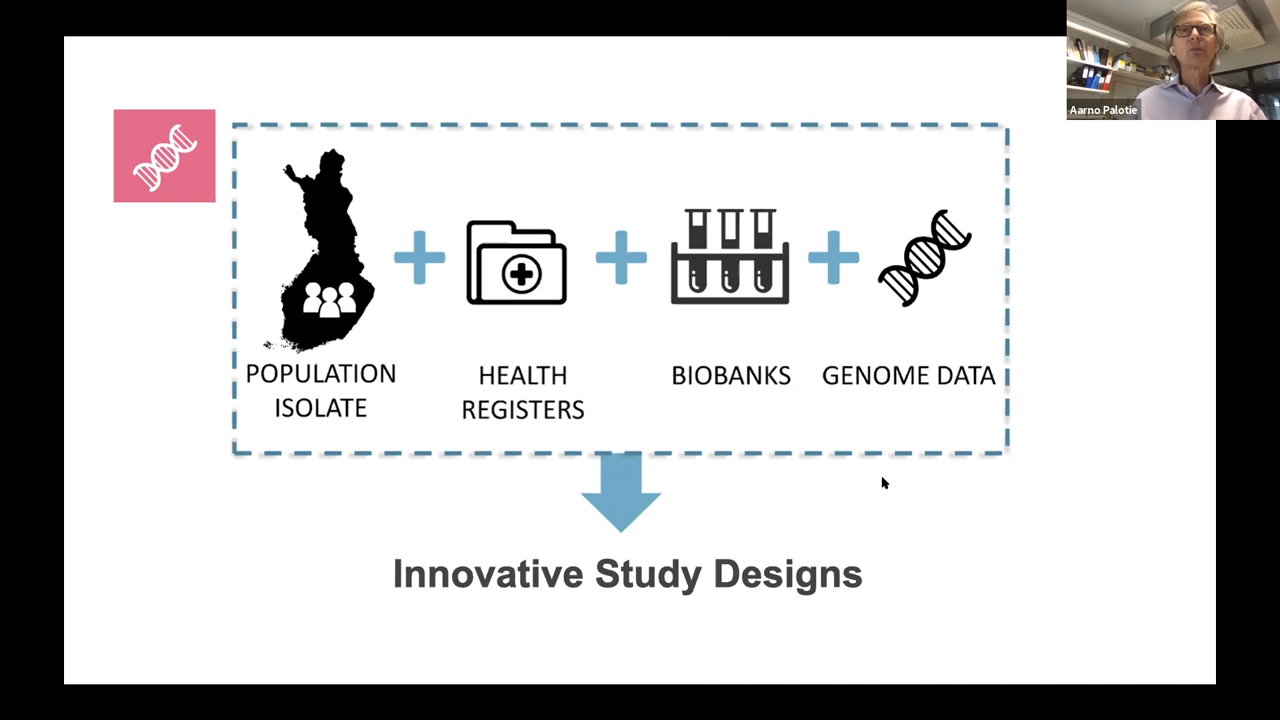 Aarno Palotie
POPULATION
ISOLATE
HEALTH
REGISTERS
BIOBANKS
GENOME DATA
Innovative Study Designs